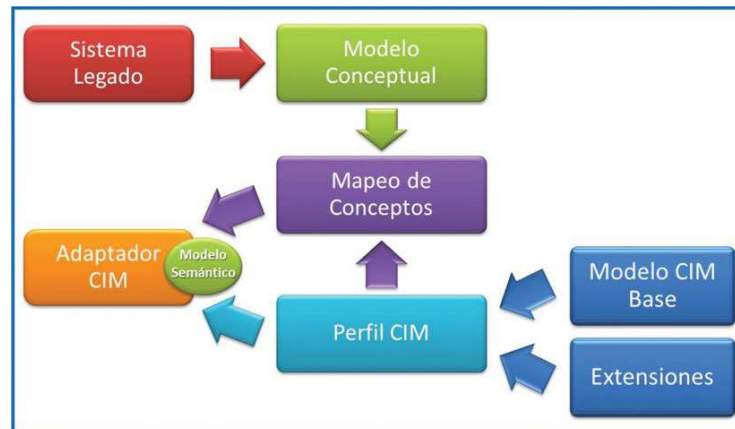 Sistema
Legado
Modelo
Conceptual
Mapeo de
Conceptos
Adaptador
CIM
Modelo
Semántico
Perfil CIM
Modelo CIM
Base
Extensiones